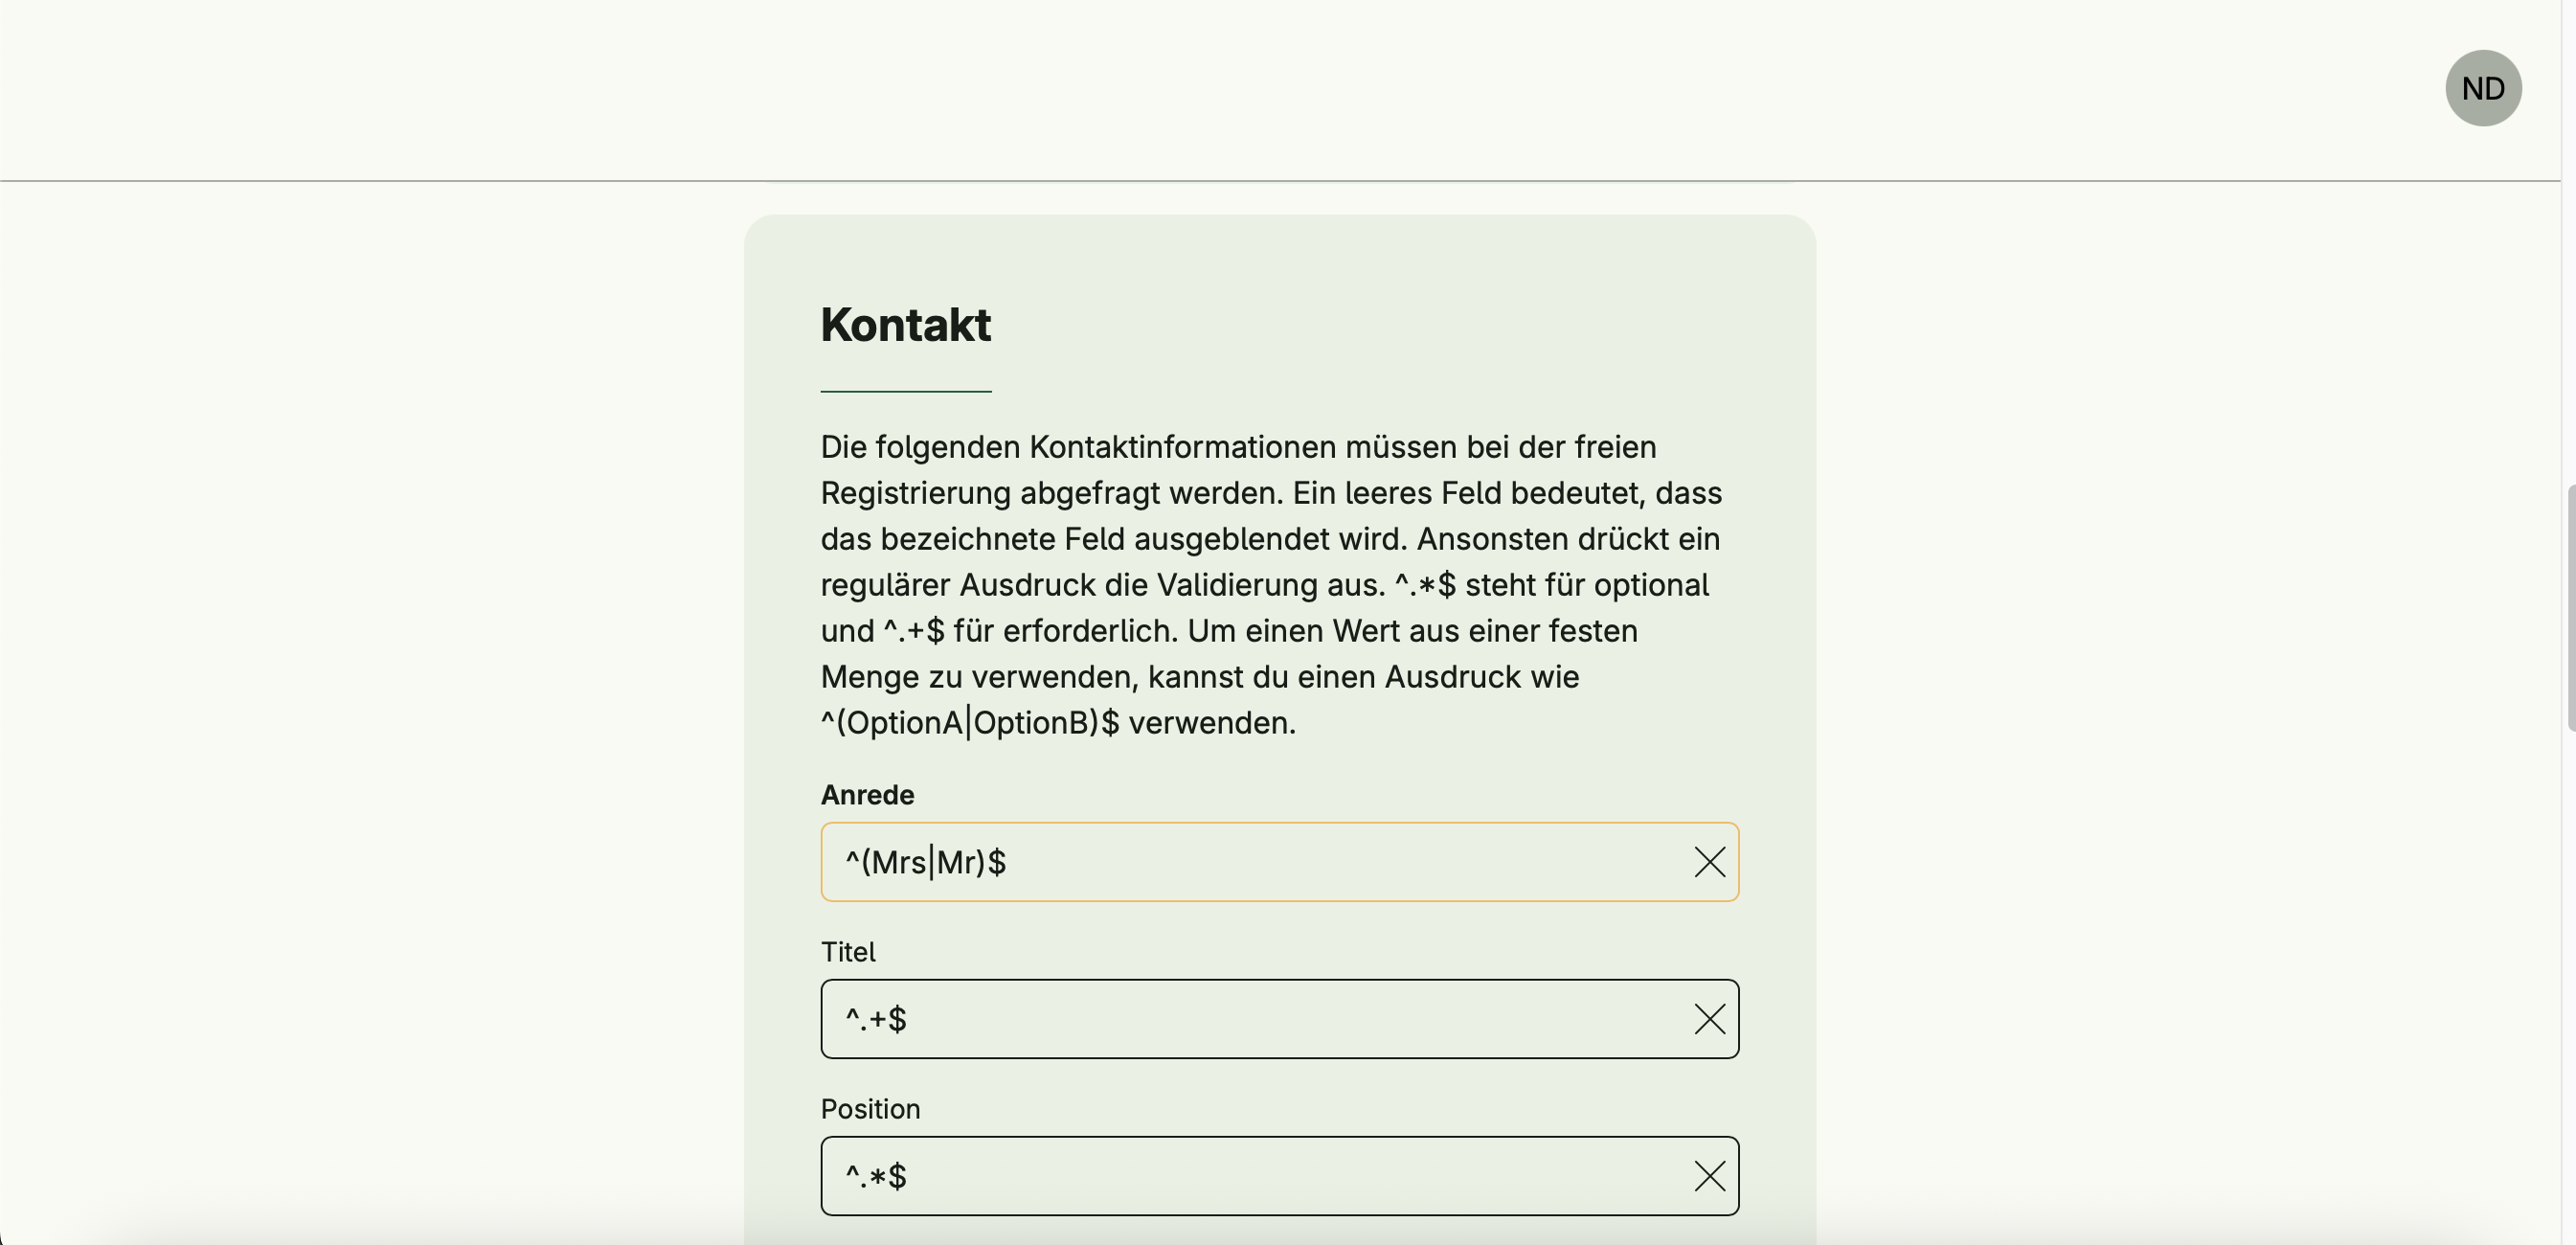 ND
Kontakt
Die folgenden Kontaktinformationen müssen bei der freien
Registrierung abgefragt werden. Ein leeres Feld bedeutet, dass
das bezeichnete Feld ausgeblendet wird. Ansonsten drückt ein
regulärer Ausdruck die Validierung aus. ^.*$ steht für optional
und ^.+$ für erforderlich. Um einen Wert aus einer festen
Menge zu verwenden, kannst du einen Ausdruck wie
^(OptionA|OptionB)$ verwenden.
Anrede
^(Mrs|Mr)$
Titel
^.+$
Position
^.*$